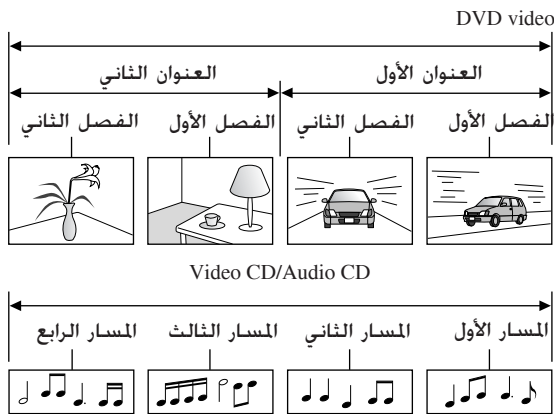 DVD video
العنوان الأول العنوان الثاني
الفصل الأول الفصل الثاني الفصل الأول الفصل الثاني
Video CD/Audio CD
المسار الأول المسار الثاني المسار الثالث المسار الرابع